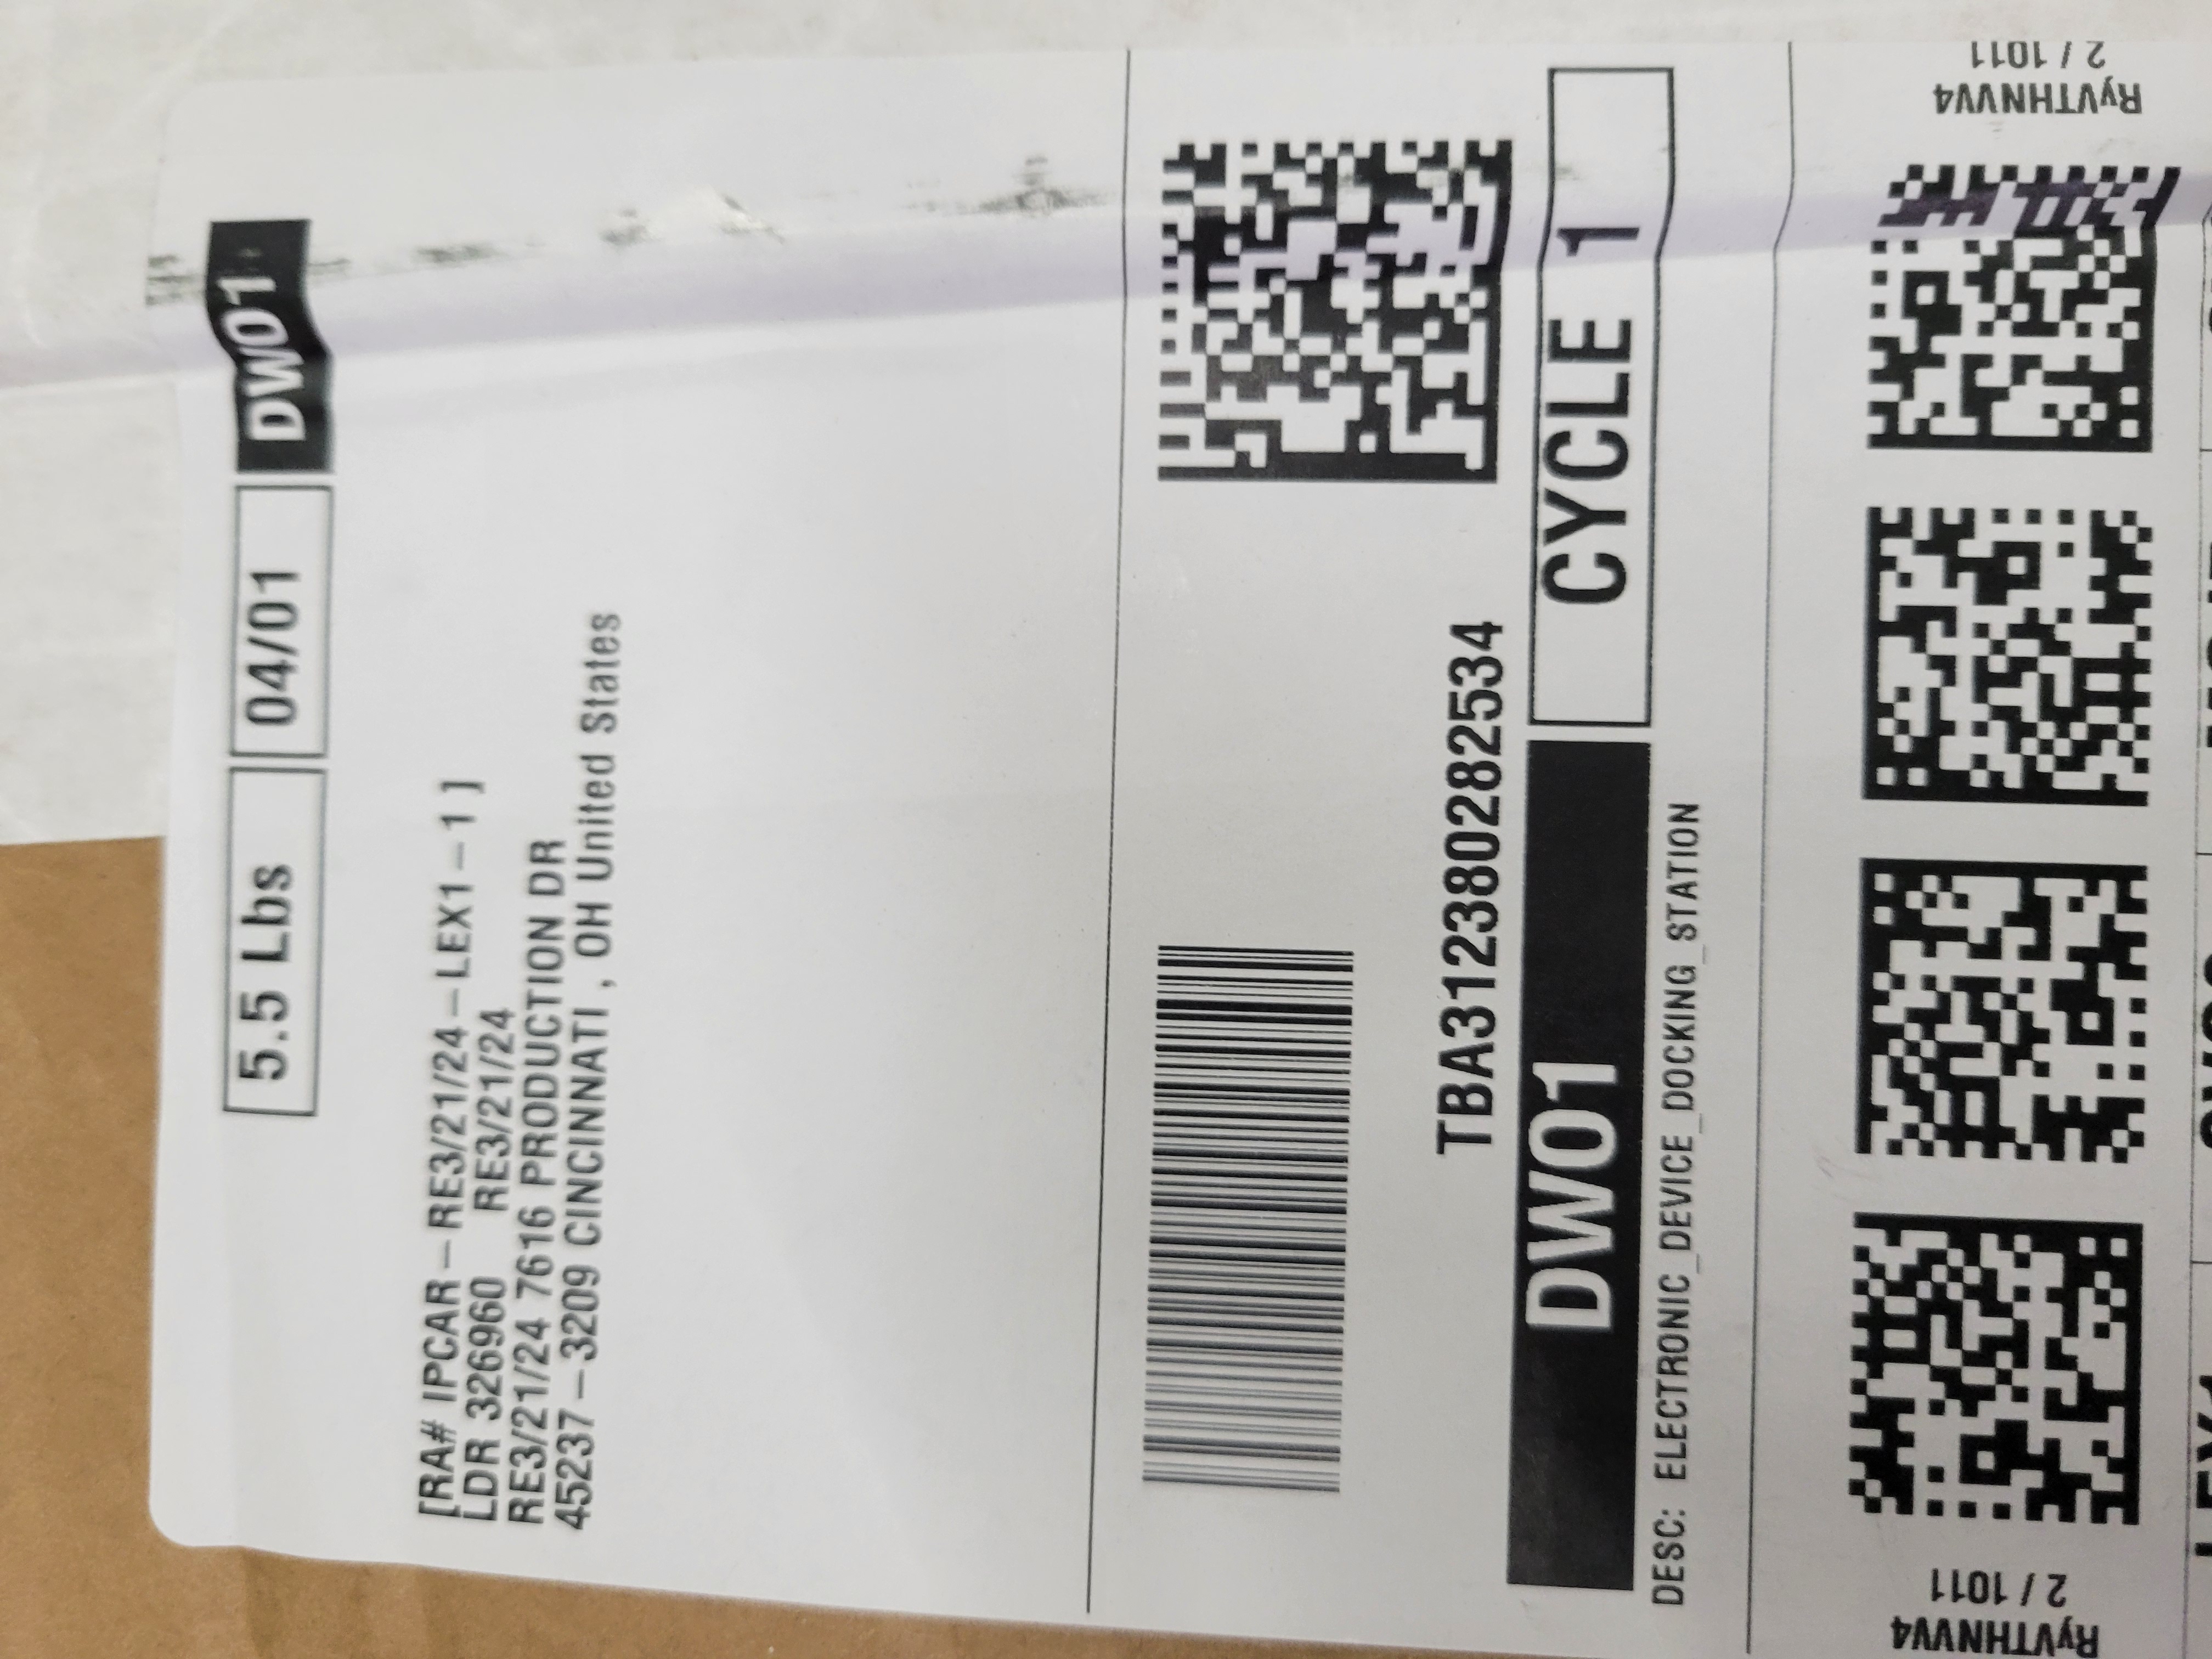 5.5 Lbs 04/01 DW01
[RA# IPCAR-RE3/21/24-LEX1-1 ]
LDR 326960 RE3/21/24
RE3/21/24 7616 PRODUCTION DR
45237-3209 CINCINNATI , OH United States
TBA312380282534
DW01 CYCLE 1
DESC: ELECTRONIC_DEVICE_DOCKING_STATION
RyVTHNVV4
2 / 1011
RyVTHNVV4
2 / 1011